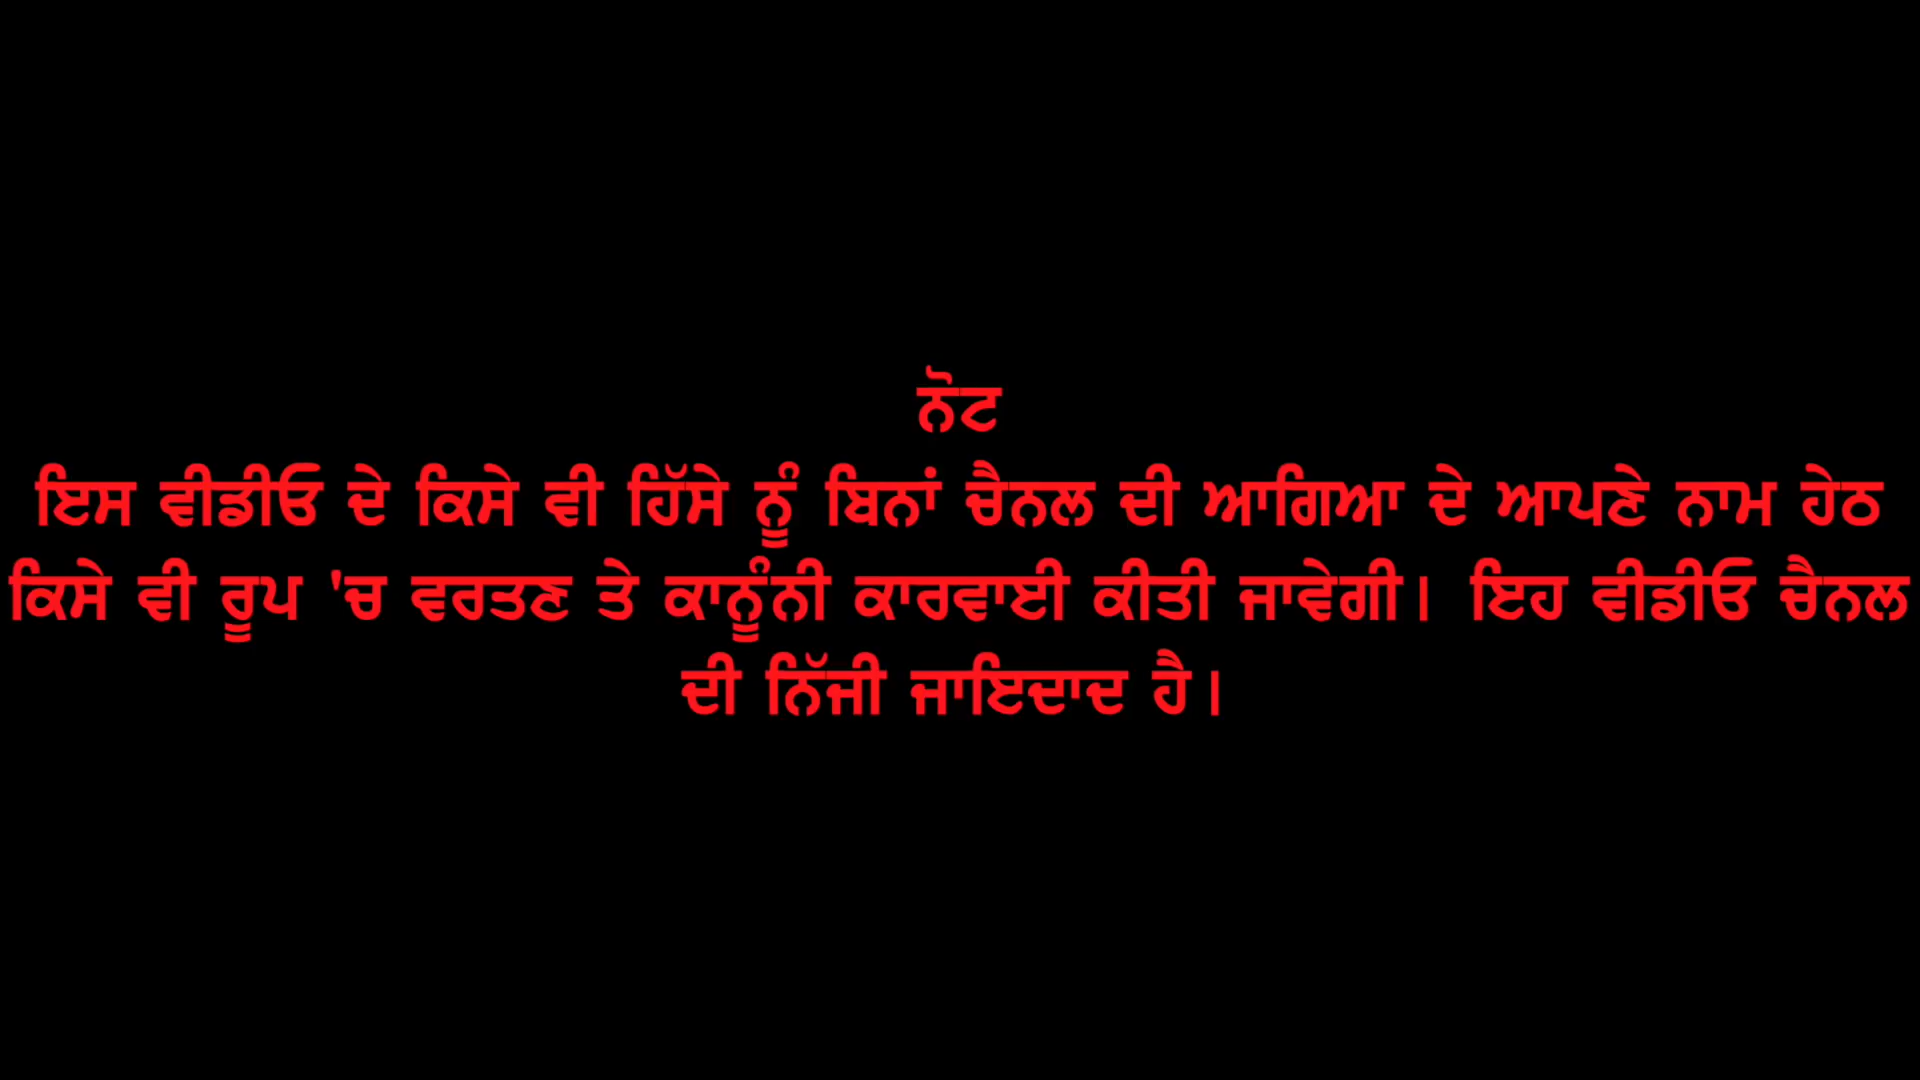 ਨੋਟ
ਇਸ ਵੀਡੀਓ ਦੇ ਕਿਸੇ ਵੀ ਹਿੱਸੇ ਨੂੰ ਬਿਨਾਂ ਚੈਨਲ ਦੀ ਆਗਿਆ ਦੇ ਆਪਣੇ ਨਾਮ ਹੇਠ
ਕਿਸੇ ਵੀ ਰੂਪ 'ਚ ਵਰਤਣ ਤੇ ਕਾਨੂੰਨੀ ਕਾਰਵਾਈ ਕੀਤੀ ਜਾਵੇਗੀ। ਇਹ ਵੀਡੀਓ ਚੈਨਲ
ਦੀ ਨਿੱਜੀ ਜਾਇਦਾਦ ਹੈ।